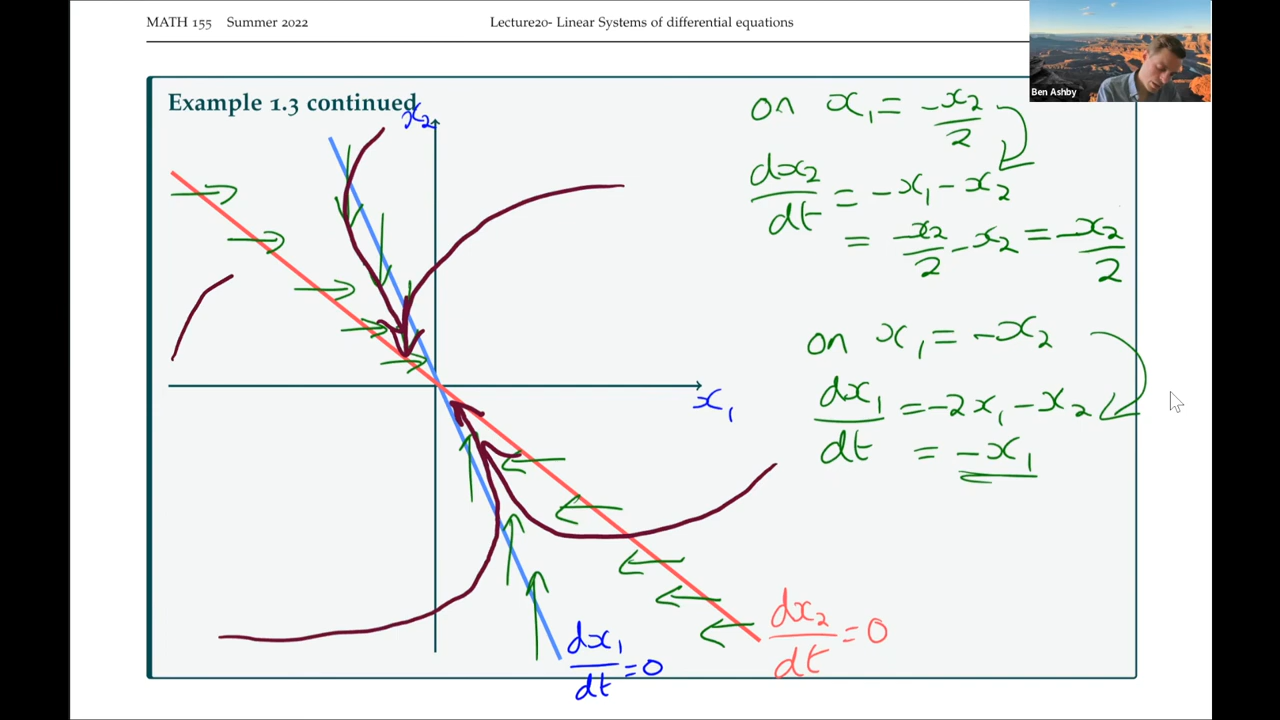 MATH 155 Summer 2022
Lecture20- Linear Systems of differential equations
Ben Ashby
Example 1.3 continued
x₂
x₁
on x₁ = -x₂/2
dx₂/dt = -x₁ - x₂
= -x₂/2 - x₂ = -x₂/2
on x₁ = -x₂
dx₁/dt = -2x₁ - x₂
= -x₁
dx₂/dt = 0
dx₁/dt = 0